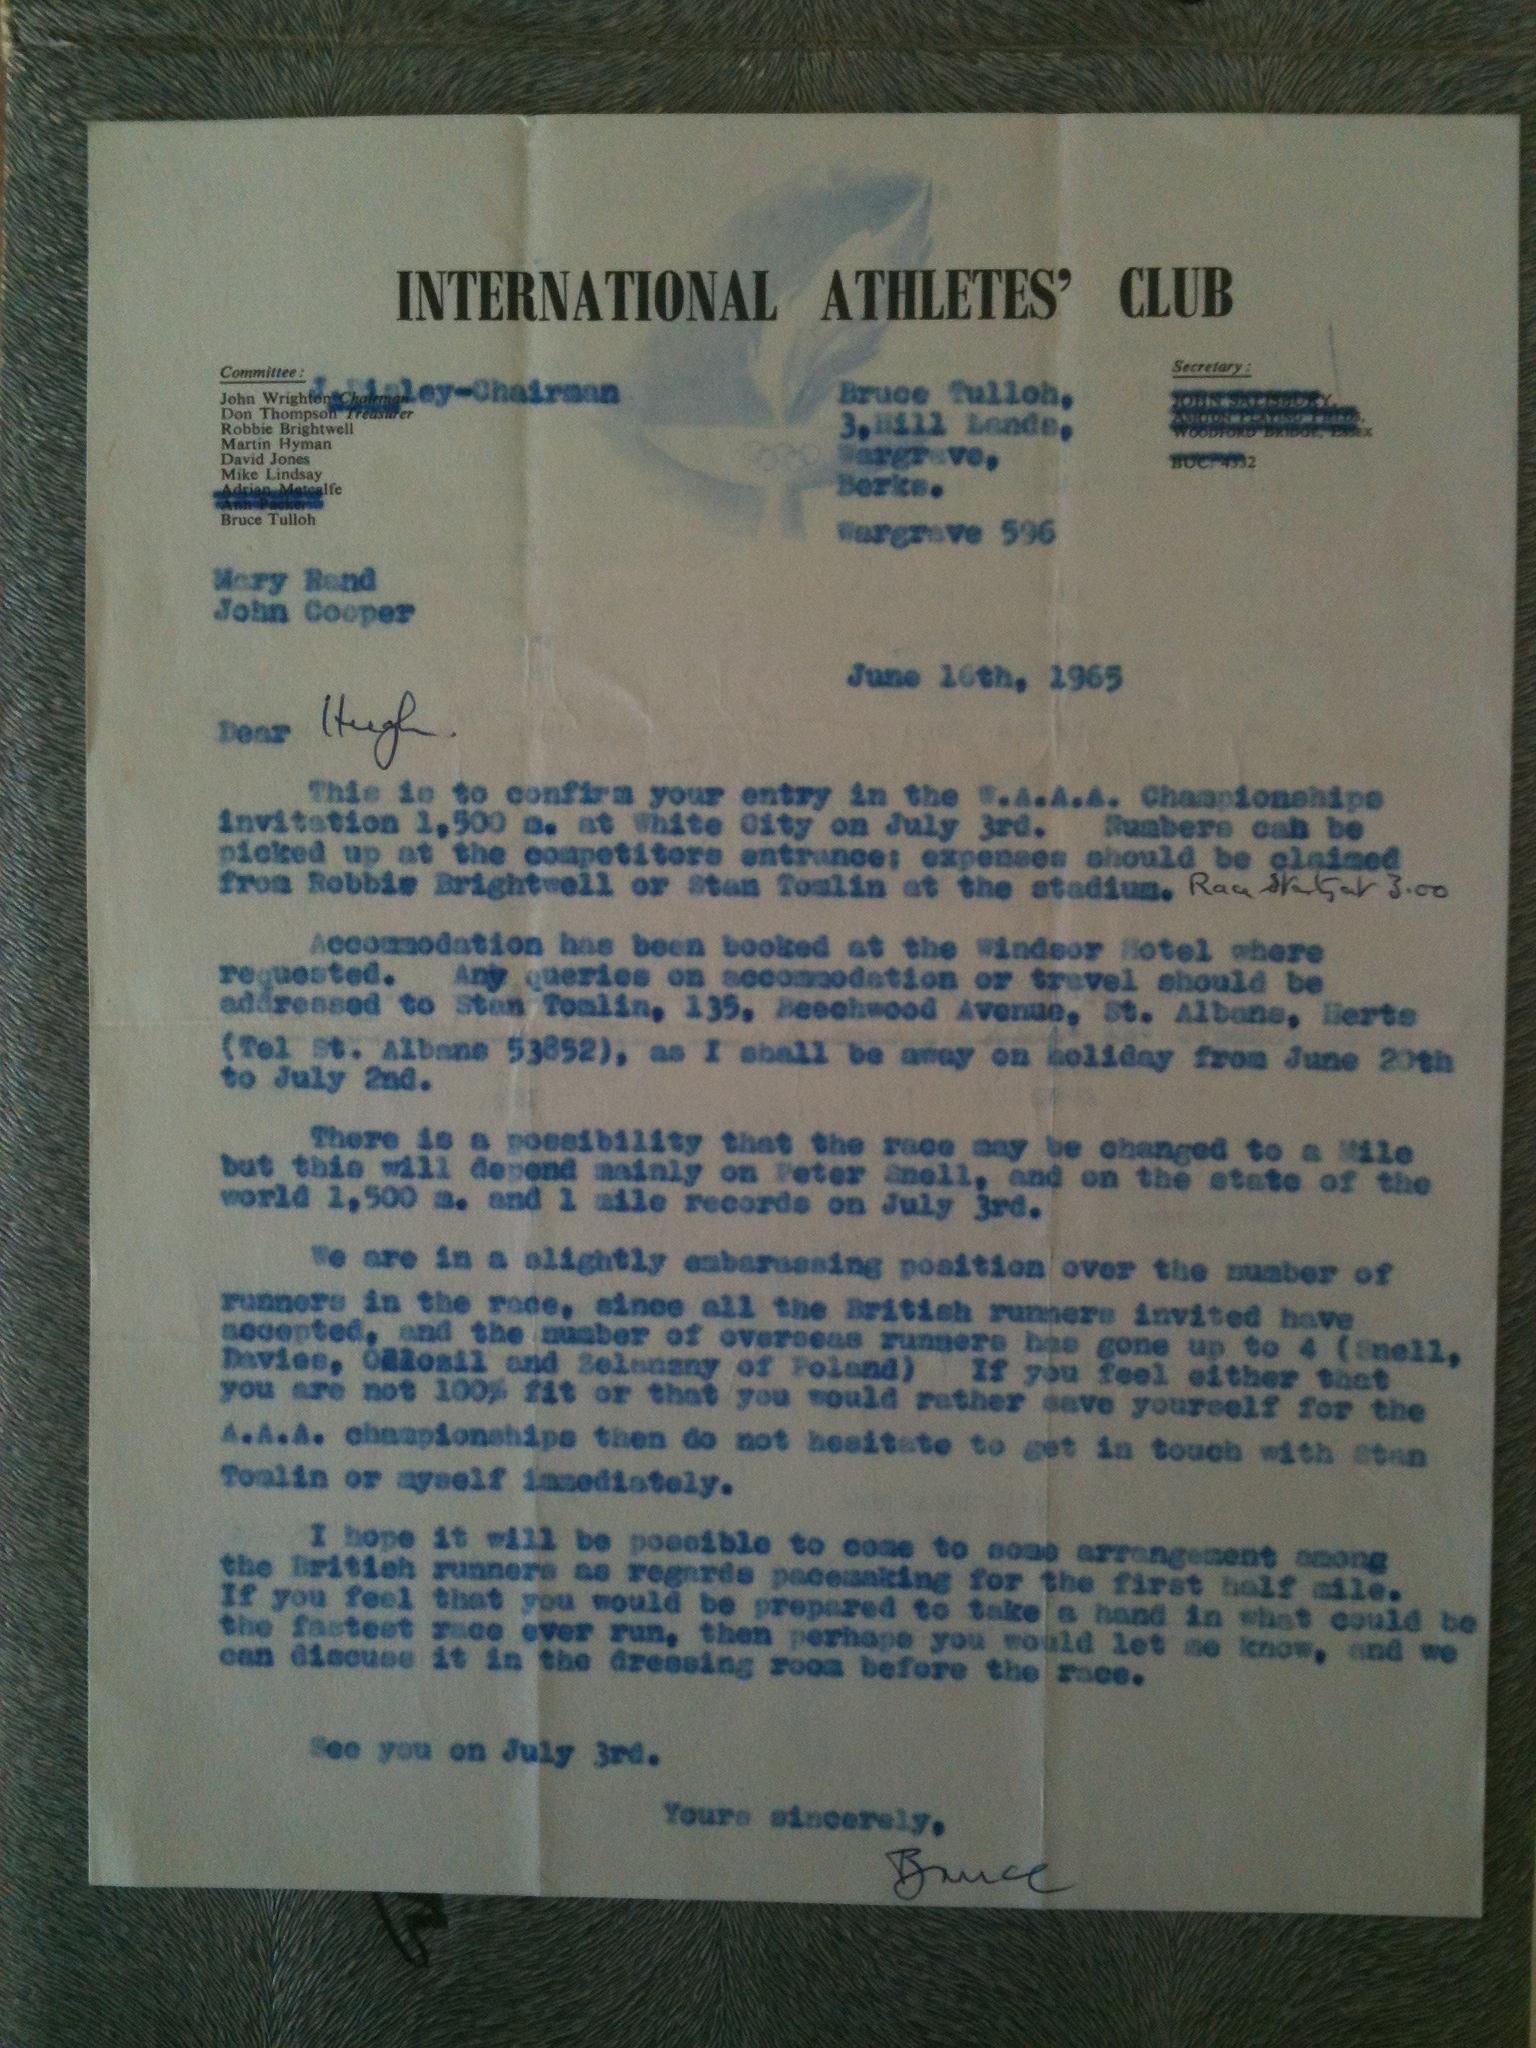 INTERNATIONAL ATHLETES' CLUB
Committee:
J. Disley-Chairman
John Wrighton Chairman
Don Thompson Treasurer
Robbie Brightwell
Martin Hyman
David Jones
Mike Lindsay
Adrian Metcalfe
Ann Packer
Bruce Tulloh
Mary Rand
John Cooper
Bruce Tulloh,
3, Hill Lands,
Wargrave,
Berks.
Wargrave 596
Secretary:
JOHN SALISBURY,
ASHTON PLAYING FIELDS,
WOODFORD BRIDGE, ESSEX
BUC. 4332
June 16th, 1965
Dear Hugh.
This is to confirm your entry in the W.A.A.A. Championships
invitation 1,500 m. at White City on July 3rd. Numbers can be
picked up at the competitors entrance; expenses should be claimed
from Robbie Brightwell or Stan Tomlin at the stadium. Race starts at 3.00
Accommodation has been booked at the Windsor Hotel where
requested. Any queries on accommodation or travel should be
addressed to Stan Tomlin, 135, Beechwood Avenue, St. Albans, Herts
(Tel St. Albans 53852), as I shall be away on holiday from June 20th
to July 2nd.
There is a possibility that the race may be changed to a Mile
but this will depend mainly on Peter Snell, and on the state of the
world 1,500 m. and 1 mile records on July 3rd.
We are in a slightly embarassing position over the number of
runners in the race, since all the British runners invited have
accepted, and the number of overseas runners has gone up to 4 (Snell,
Davies, Odlozil and Zelanzny of Poland) If you feel either that
you are not 100% fit or that you would rather save yourself for the
A.A.A. championships then do not hesitate to get in touch with Stan
Tomlin or myself immediately.
I hope it will be possible to come to some arrangement among
the British runners as regards pacemaking for the first half mile.
If you feel that you would be prepared to take a hand in what could be
the fastest race ever run, then perhaps you would let me know, and we
can discuss it in the dressing room before the race.
See you on July 3rd.
Yours sincerely,
Bruce